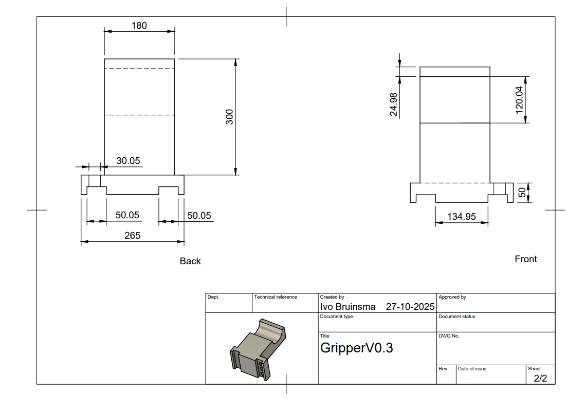 180
300
30.05
50.05
50.05
265
Back
24.98
120.04
50
134.95
Front
Dept.
Technical reference
Created by
Approved by
Ivo Bruinsma 27-10-2025
Document type
Document status
Title
DWG No.
GripperV0.3
Rev.
Date of issue
Sheet
2/2